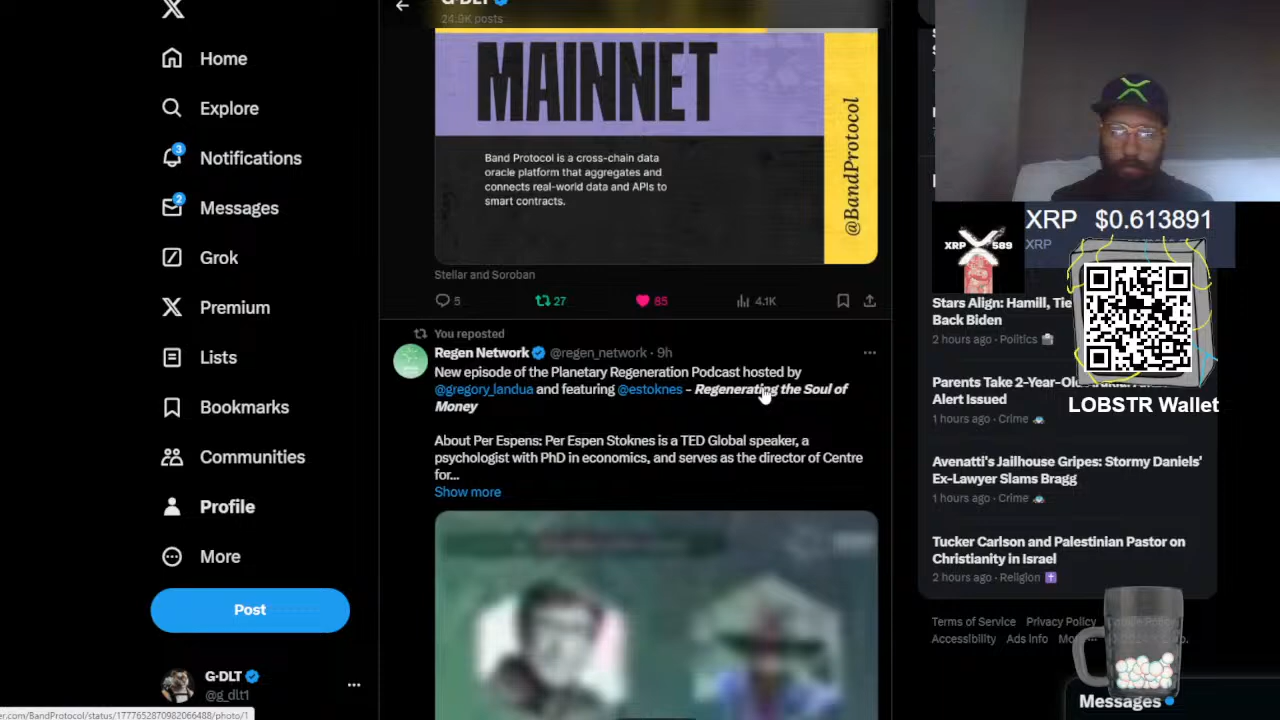 G-DLT
24.9K posts
Home
Explore
3
Notifications
2
Messages
Grok
Premium
Lists
Bookmarks
Communities
Profile
More
Post
G-DLT
@g_dlt1
MAINNET
Band Protocol is a cross-chain data
oracle platform that aggregates and
connects real-world data and APIs to
smart contracts.
@BandProtocol
Stellar and Soroban
5
27
85
4.1K
You reposted
Regen Network @regen_network · 9h
New episode of the Planetary Regeneration Podcast hosted by
@gregory_landua and featuring @estoknes - Regenerating the Soul of
Money
About Per Espens: Per Espen Stoknes is a TED Global speaker, a
psychologist with PhD in economics, and serves as the director of Centre
for...
Show more
XRP 589
XRP $0.613891
XRP
LOBSTR Wallet
Stars Align: Hamill, Tie
Back Biden
2 hours ago · Politics
Parents Take 2-Year-Old
Alert Issued
1 hours ago · Crime
Avenatti's Jailhouse Gripes: Stormy Daniels'
Ex-Lawyer Slams Bragg
1 hours ago · Crime
Tucker Carlson and Palestinian Pastor on
Christianity in Israel
2 hours ago · Religion
Terms of Service Privacy Policy
Accessibility Ads info
Messages
er.com/BandProtocol/status/1777652870982066488/photo/1